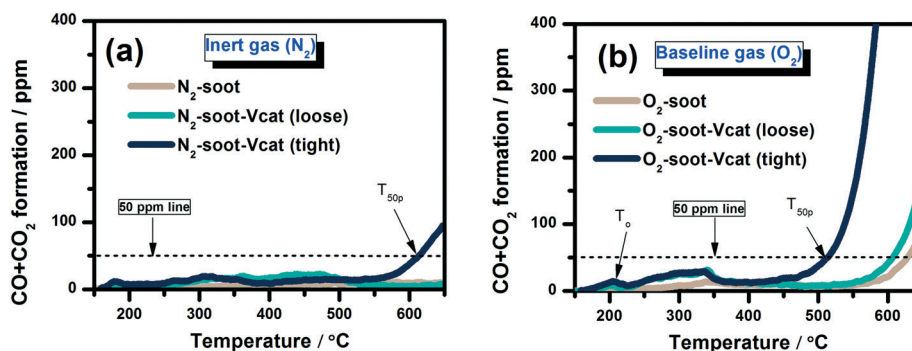 (a)
Inert gas (N₂)
N₂-soot
N₂-soot-Vcat (loose)
N₂-soot-Vcat (tight)
50 ppm line
T₅₀ₚ
CO+CO₂ formation / ppm
400
300
200
100
0
200 300 400 500 600
Temperature / °C
(b)
Baseline gas (O₂)
O₂-soot
O₂-soot-Vcat (loose)
O₂-soot-Vcat (tight)
50 ppm line
Tₒ
T₅₀ₚ
CO+CO₂ formation / ppm
400
300
200
100
0
200 300 400 500 600
Temperature / °C